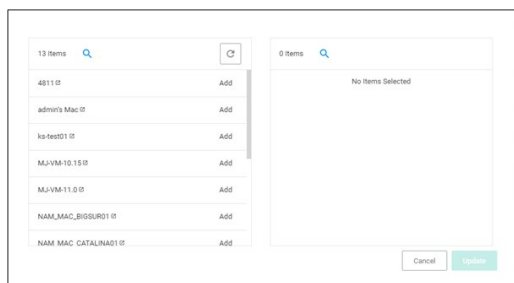 13 Items
4811 Add
admin's Mac Add
ks-test01 Add
MJ-VM-10.15 Add
MJ-VM-11.0 Add
NAM_MAC_BIGSUR01 Add
NAM_MAC_CATALINA01 Add
0 items
No Items Selected
Cancel Update